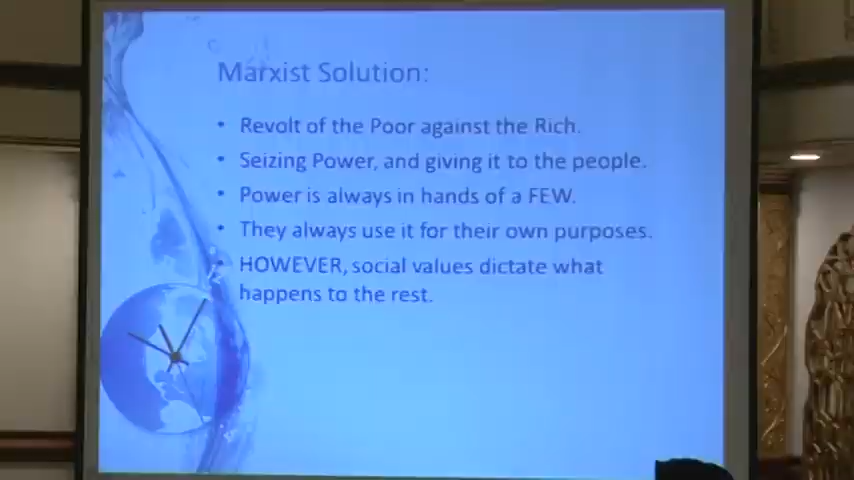 Marxist Solution:
• Revolt of the Poor against the Rich.
• Seizing Power, and giving it to the people.
• Power is always in hands of a FEW.
• They always use it for their own purposes.
• HOWEVER, social values dictate what
happens to the rest.